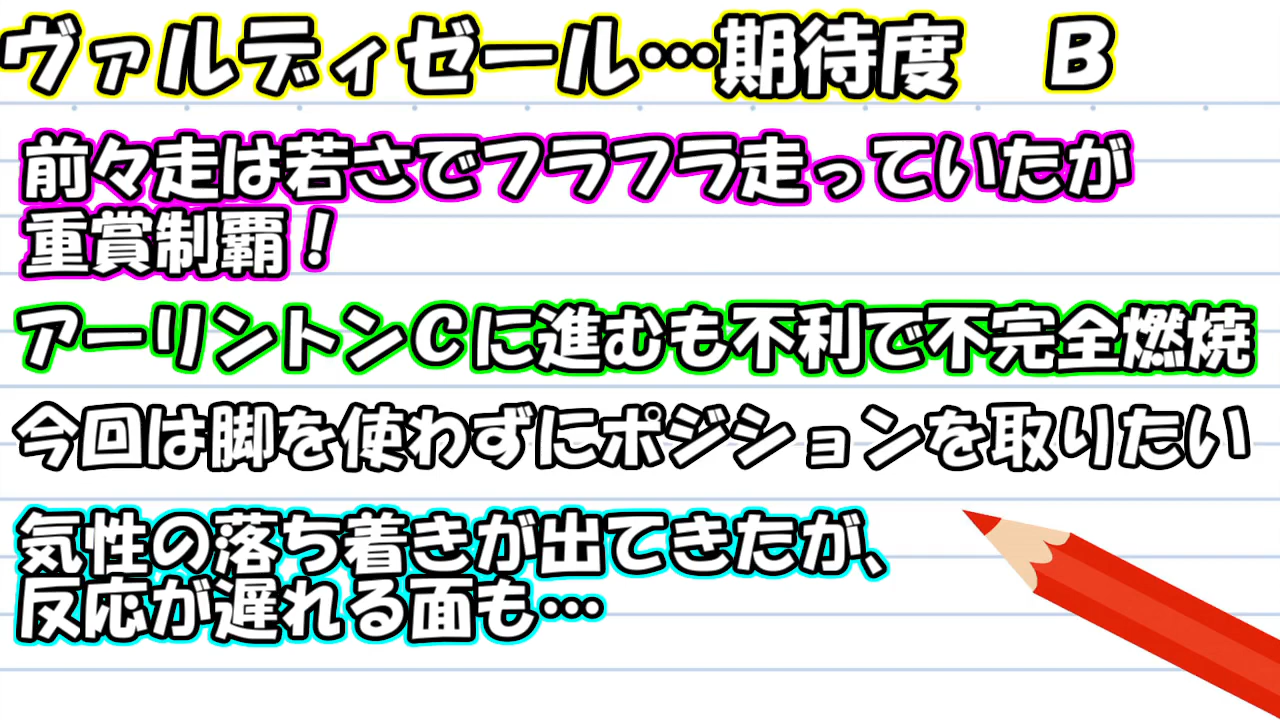 ヴァルディゼール…期待度　B
前々走は若さでフラフラ走っていたが
重賞制覇！
アーリントンCに進むも不利で不完全燃焼
今回は脚を使わずにポジションを取りたい
気性の落ち着きが出てきたが、
反応が遅れる面も…